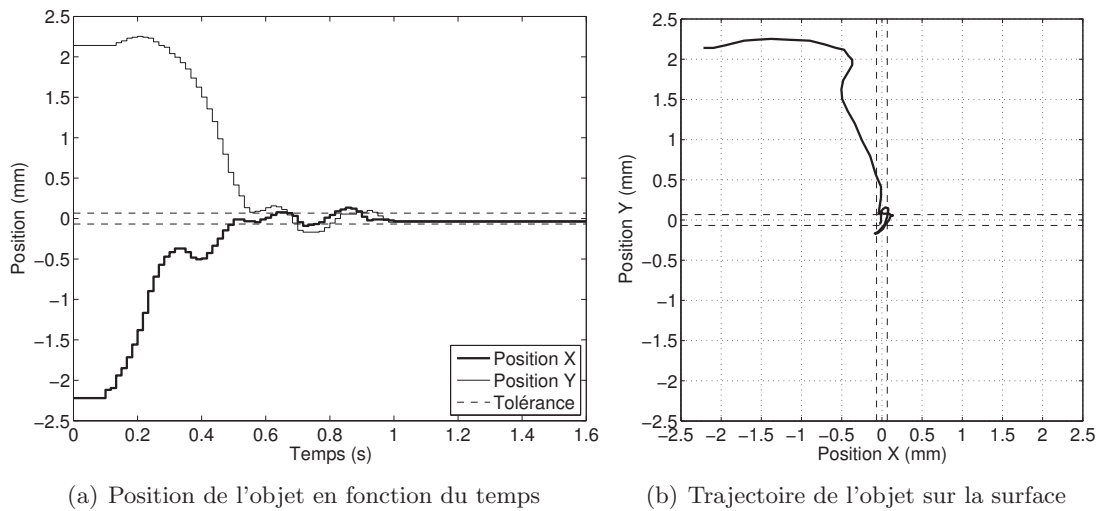 2.5
2
1.5
1
0.5
0
−0.5
−1
−1.5
−2
−2.5
0 0.2 0.4 0.6 0.8 1 1.2 1.4 1.6
Position (mm)
Temps (s)
Position X
Position Y
Tolérance
(a) Position de l'objet en fonction du temps
2.5
2
1.5
1
0.5
0
−0.5
−1
−1.5
−2
−2.5
−2.5 −2 −1.5 −1 −0.5 0 0.5 1 1.5 2 2.5
Position Y (mm)
Position X (mm)
(b) Trajectoire de l'objet sur la surface